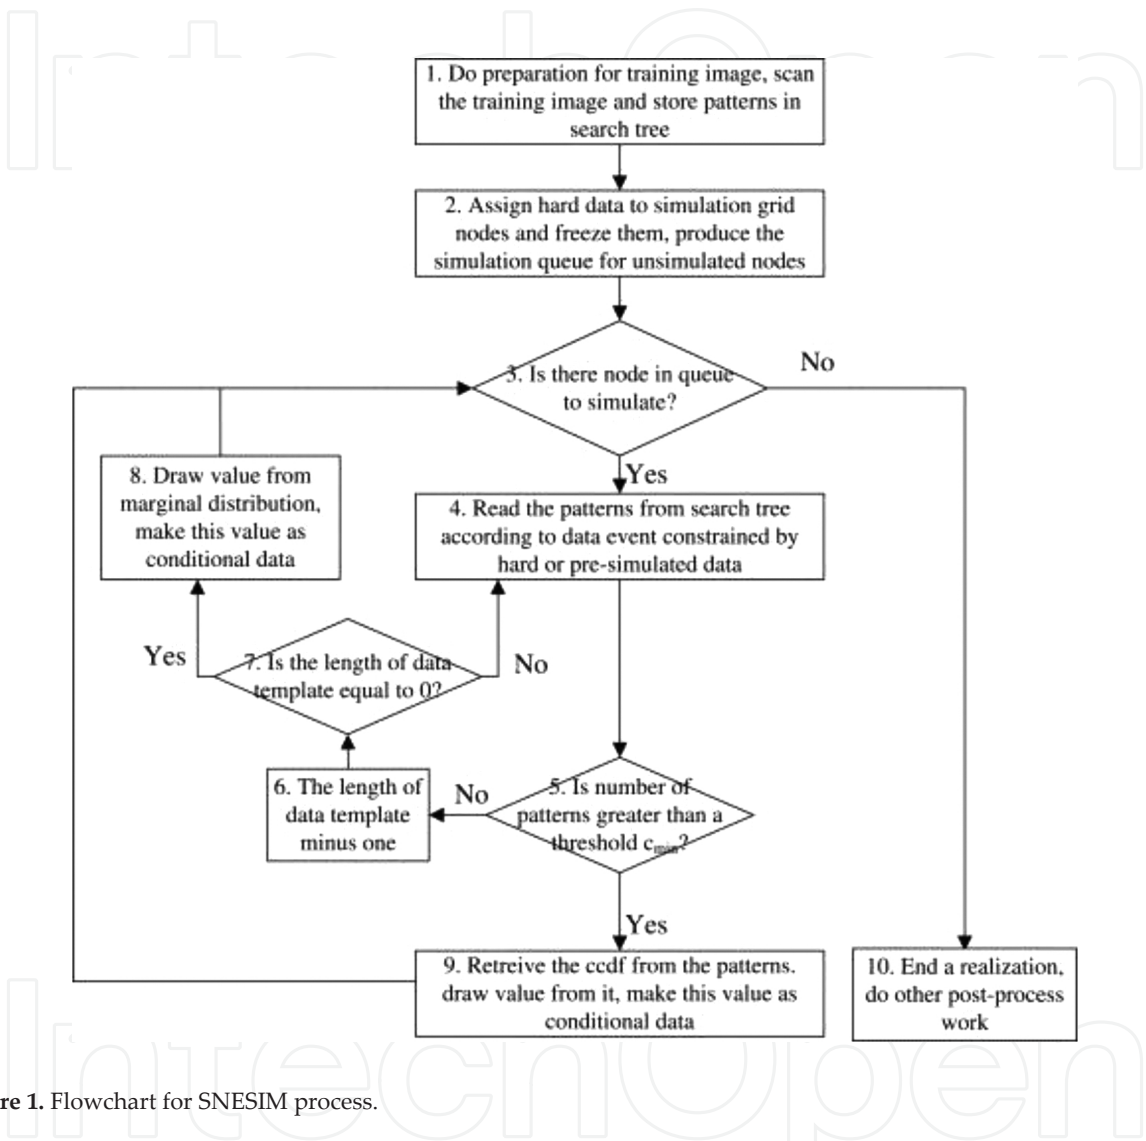 1. Do preparation for training image, scan
the training image and store patterns in
search tree
2. Assign hard data to simulation grid
nodes and freeze them, produce the
simulation queue for unsimulated nodes
3. Is there node in queue
to simulate?
No
Yes
8. Draw value from
marginal distribution,
make this value as
conditional data
4. Read the patterns from search tree
according to data event constrained by
hard or pre-simulated data
Yes
7. Is the length of data
template equal to 0?
No
6. The length of
data template
minus one
No
5. Is number of
patterns greater than a
threshold cmin?
Yes
9. Retreive the ccdf from the patterns.
draw value from it, make this value as
conditional data
10. End a realization,
do other post-process
work
re 1. Flowchart for SNESIM process.
IntechOpen
IntechOpen